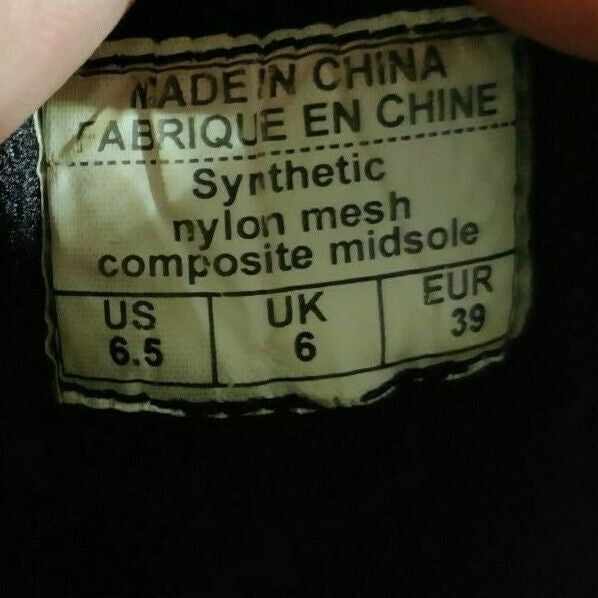 MADE IN CHINA
FABRIQUE EN CHINE
Synthetic
nylon mesh
composite midsole
US UK EUR
6.5 6 39